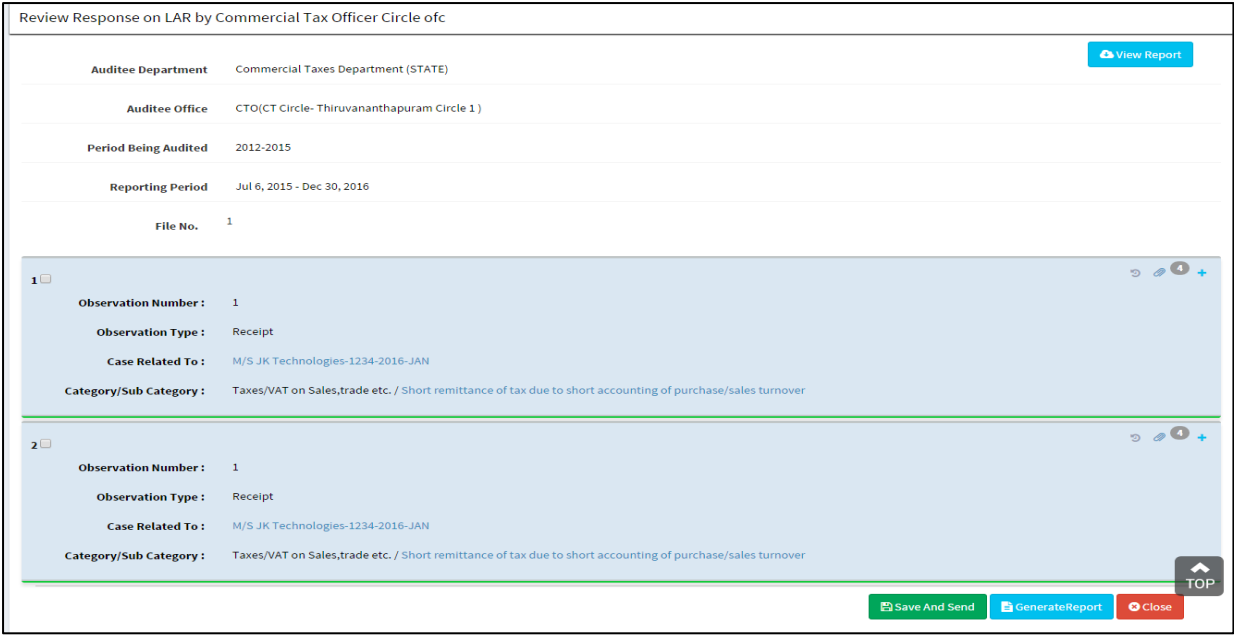 Review Response on LAR by Commercial Tax Officer Circle ofc
View Report
Auditee Department Commercial Taxes Department (STATE)
Auditee Office CTO(CT Circle- Thiruvananthapuram Circle 1 )
Period Being Audited 2012-2015
Reporting Period Jul 6, 2015 - Dec 30, 2016
File No. 1
1 4 +
Observation Number : 1
Observation Type : Receipt
Case Related To : M/S JK Technologies-1234-2016-JAN
Category/Sub Category : Taxes/VAT on Sales,trade etc. / Short remittance of tax due to short accounting of purchase/sales turnover
2 4 +
Observation Number : 1
Observation Type : Receipt
Case Related To : M/S JK Technologies-1234-2016-JAN
Category/Sub Category : Taxes/VAT on Sales,trade etc. / Short remittance of tax due to short accounting of purchase/sales turnover
TOP
Save And Send GenerateReport Close